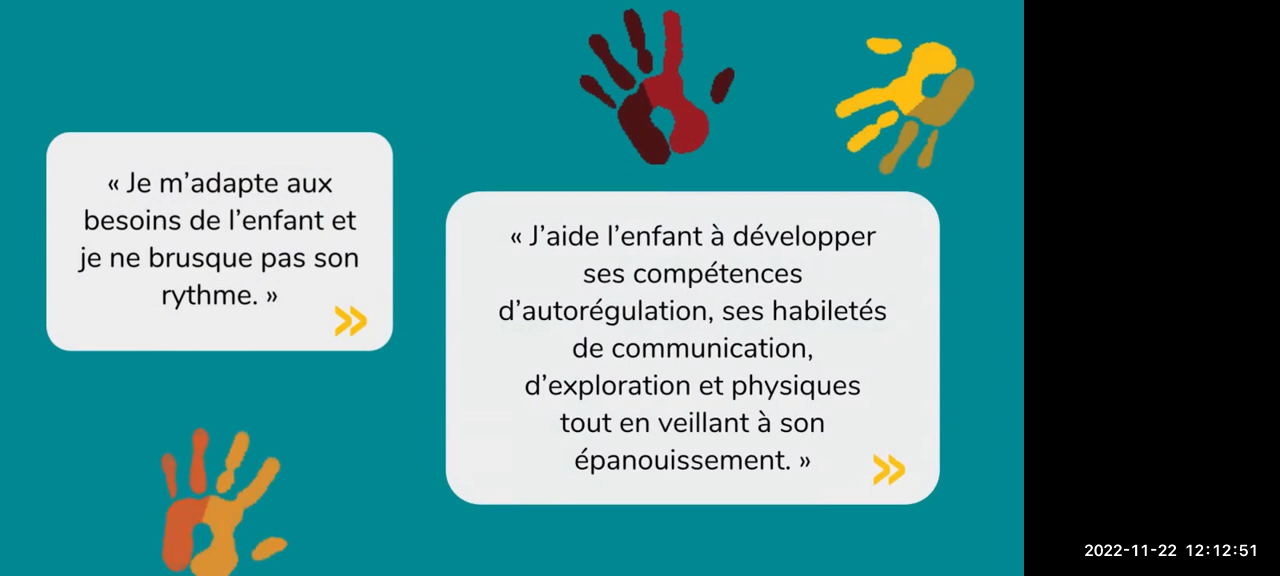 « Je m’adapte aux
besoins de l’enfant et
je ne brusque pas son
rythme. »
« J’aide l’enfant à développer
ses compétences
d’autorégulation, ses habiletés
de communication,
d’exploration et physiques
tout en veillant à son
épanouissement. »
2022-11-22 12:12:51